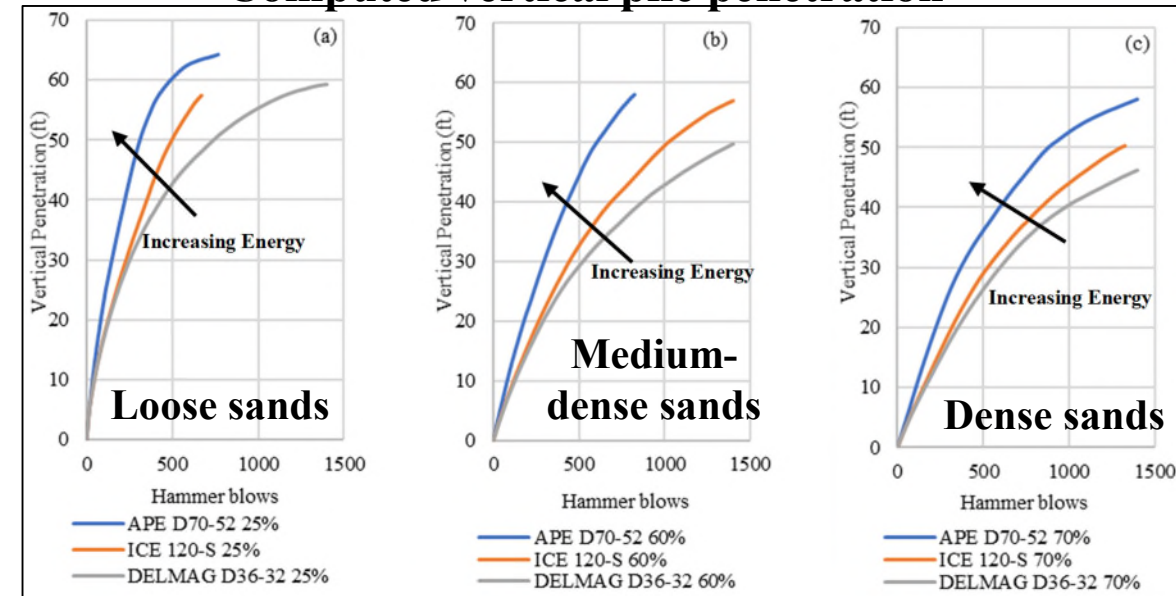 Computed vertical pile penetration
(a)
70
60
50
40
30
20
10
0
Vertical Penetration (ft)
Increasing Energy
Loose sands
0 500 1000 1500
Hammer blows
APE D70-52 25%
ICE 120-S 25%
DELMAG D36-32 25%
(b)
70
60
50
40
30
20
10
0
Vertical Penetration (ft)
Increasing Energy
Medium-
dense sands
0 500 1000 1500
Hammer blows
APE D70-52 60%
ICE 120-S 60%
DELMAG D36-32 60%
(c)
70
60
50
40
30
20
10
0
Vertical Penetration (ft)
Increasing Energy
Dense sands
0 500 1000 1500
Hammer blows
APE D70-52 70%
ICE 120-S 70%
DELMAG D36-32 70%